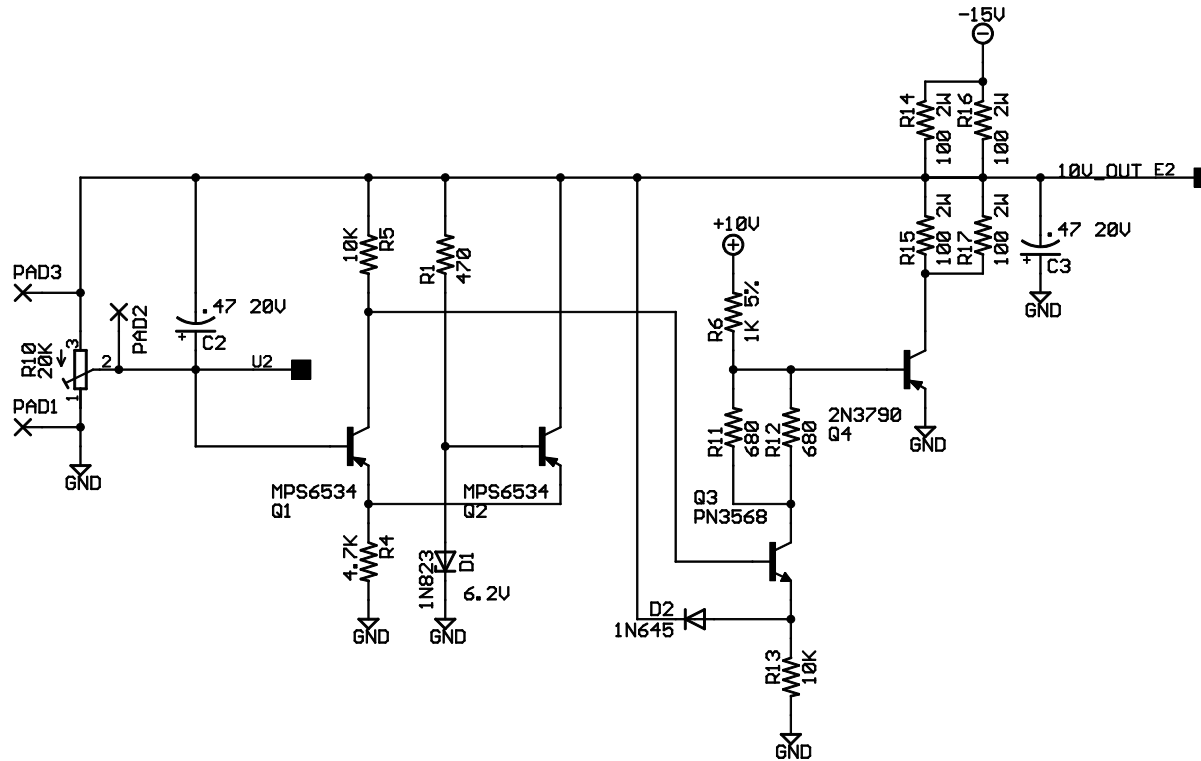 -15V
R14
100 2W
R16
100 2W
10V_OUT E2
R15
100 2W
R17
100 2W
.47 20V
C3
GND
+10V
R6
1K 5%
10K
R5
R1
470
PAD3
PAD2
.47 20V
C2
R10
20K
3
2
1
U2
PAD1
GND
MPS6534
Q1
MPS6534
Q2
R11
680
R12
680
2N3790
Q4
GND
Q3
PN3568
4.7K
R4
1N823
D1
6.2V
GND
GND
D2
1N645
R13
10K
GND